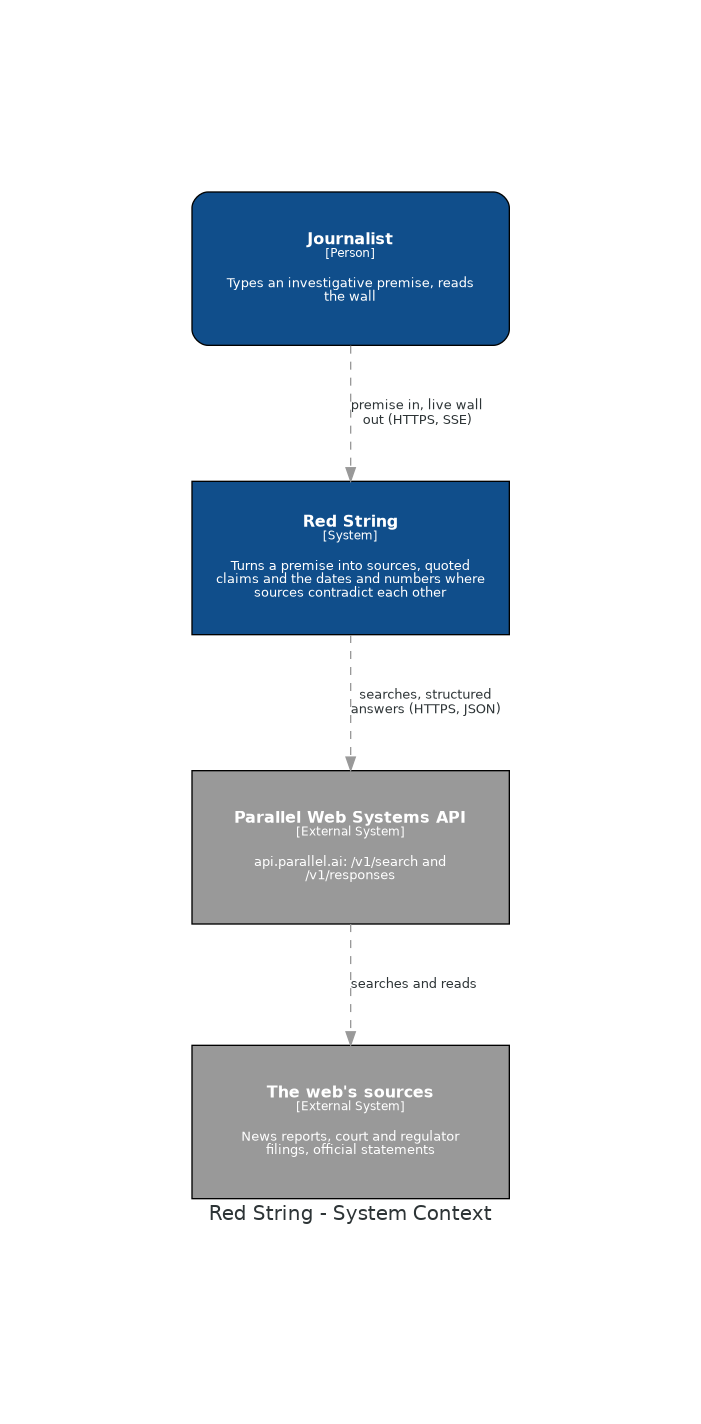 Journalist
[Person]
Types an investigative premise, reads
the wall
premise in, live wall
out (HTTPS, SSE)
Red String
[System]
Turns a premise into sources, quoted
claims and the dates and numbers where
sources contradict each other
searches, structured
answers (HTTPS, JSON)
Parallel Web Systems API
[External System]
api.parallel.ai: /v1/search and
/v1/responses
searches and reads
The web's sources
[External System]
News reports, court and regulator
filings, official statements
Red String - System Context